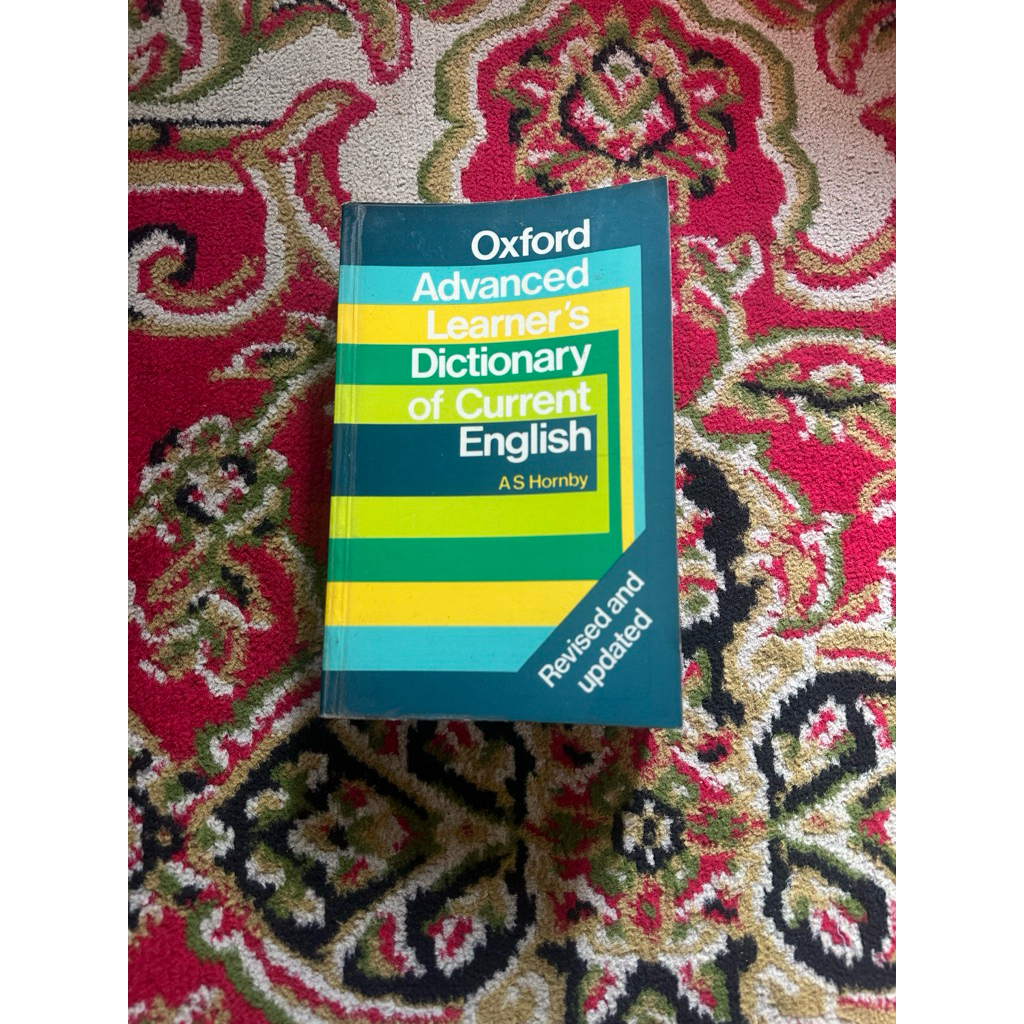 Oxford
Advanced
Learner's
Dictionary
of Current
English
A S Hornby
Revised and
updated